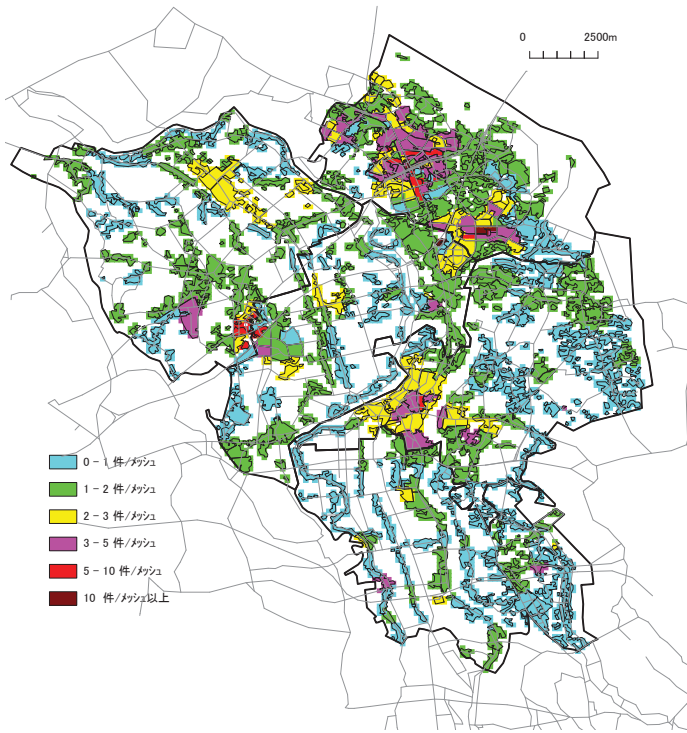 0 2500m
0 - 1 件/メッシュ
1 - 2 件/メッシュ
2 - 3 件/メッシュ
3 - 5 件/メッシュ
5 - 10 件/メッシュ
10 件/メッシュ以上